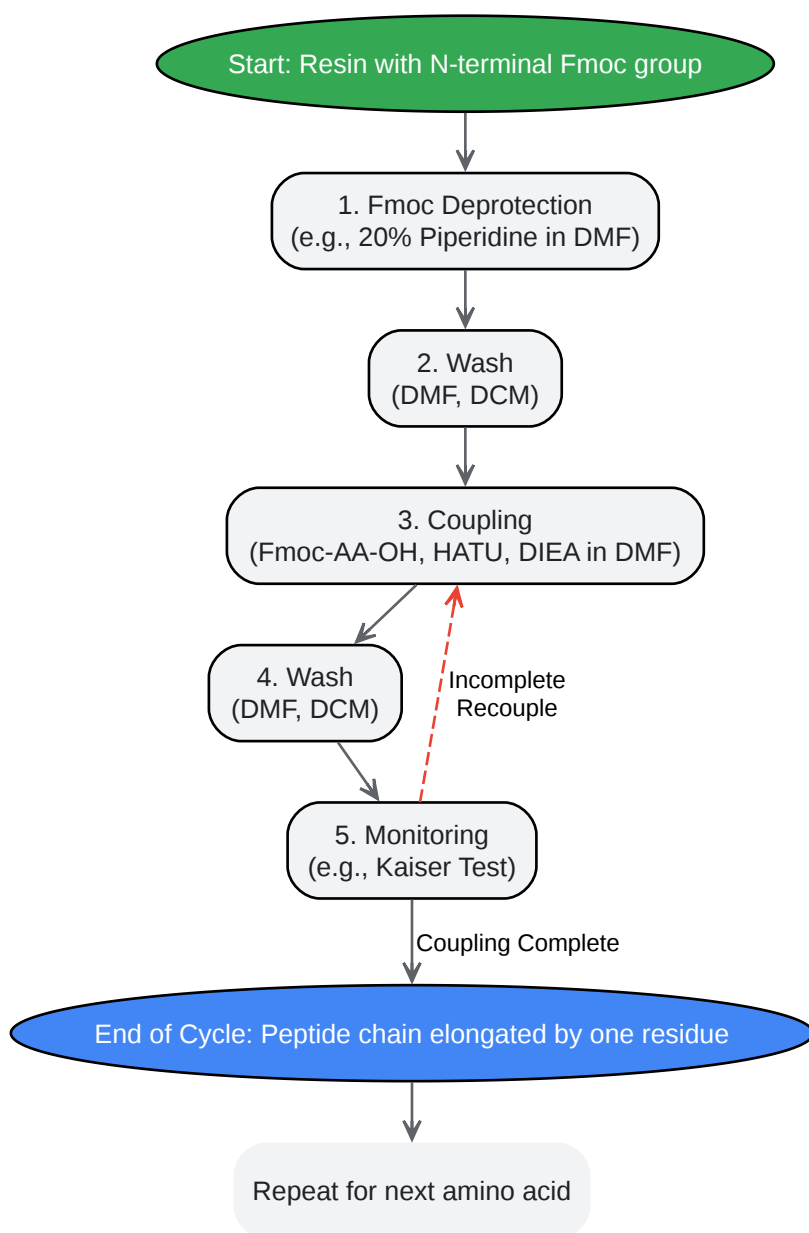 Start: Resin with N-terminal Fmoc group
1. Fmoc Deprotection
(e.g., 20% Piperidine in DMF)
2. Wash
(DMF, DCM)
3. Coupling
(Fmoc-AA-OH, HATU, DIEA in DMF)
4. Wash
(DMF, DCM)
Incomplete
Recouple
5. Monitoring
(e.g., Kaiser Test)
Coupling Complete
End of Cycle: Peptide chain elongated by one residue
Repeat for next amino acid